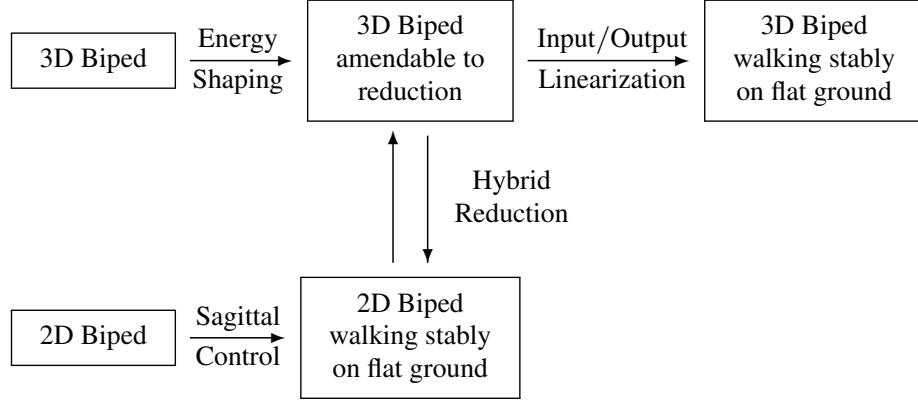 3D Biped
Energy
Shaping
3D Biped
amendable to
reduction
Input/Output
Linearization
3D Biped
walking stably
on flat ground
Hybrid
Reduction
2D Biped
Sagittal
Control
2D Biped
walking stably
on flat ground